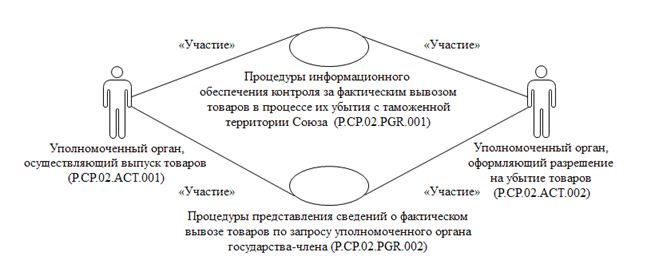 «Участие»
«Участие»
Процедуры информационного
обеспечения контроля за фактическим вывозом
товаров в процессе их убытия с таможенной
территории Союза (P.CP.02.PGR.001)
Уполномоченный орган,
осуществляющий выпуск товаров
(P.CP.02.ACT.001)
Уполномоченный орган,
оформляющий разрешение
на убытие товаров
(P.CP.02.ACT.002)
«Участие»
«Участие»
Процедуры представления сведений о фактическом
вывозе товаров по запросу уполномоченного органа
государства-члена (P.CP.02.PGR.002)